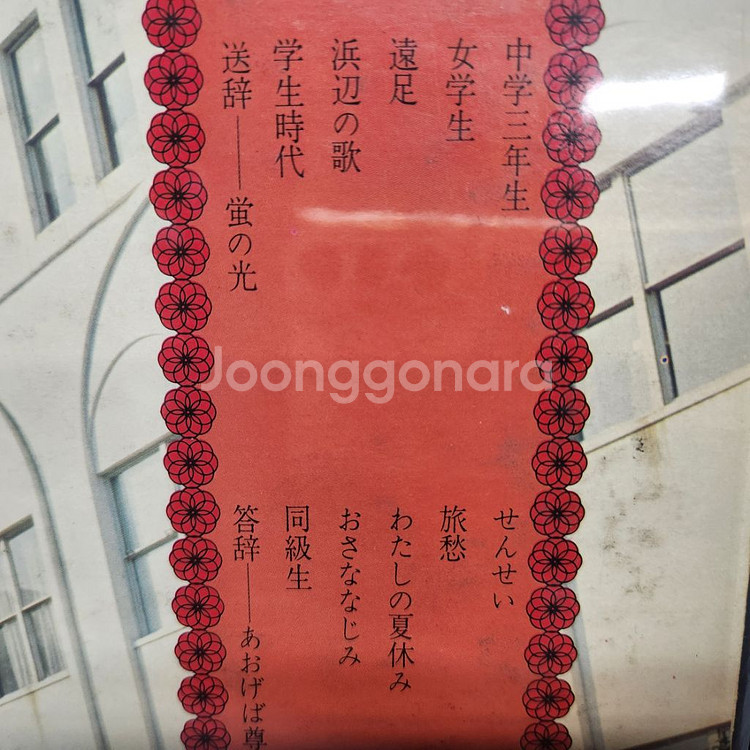 中学三年生
女学生
遠足
浜辺の歌
学生時代
送辞――蛍の光
せんせい
旅愁
わたしの夏休み
おさななじみ
同級生
答辞――あおげば尊
Joonggonara